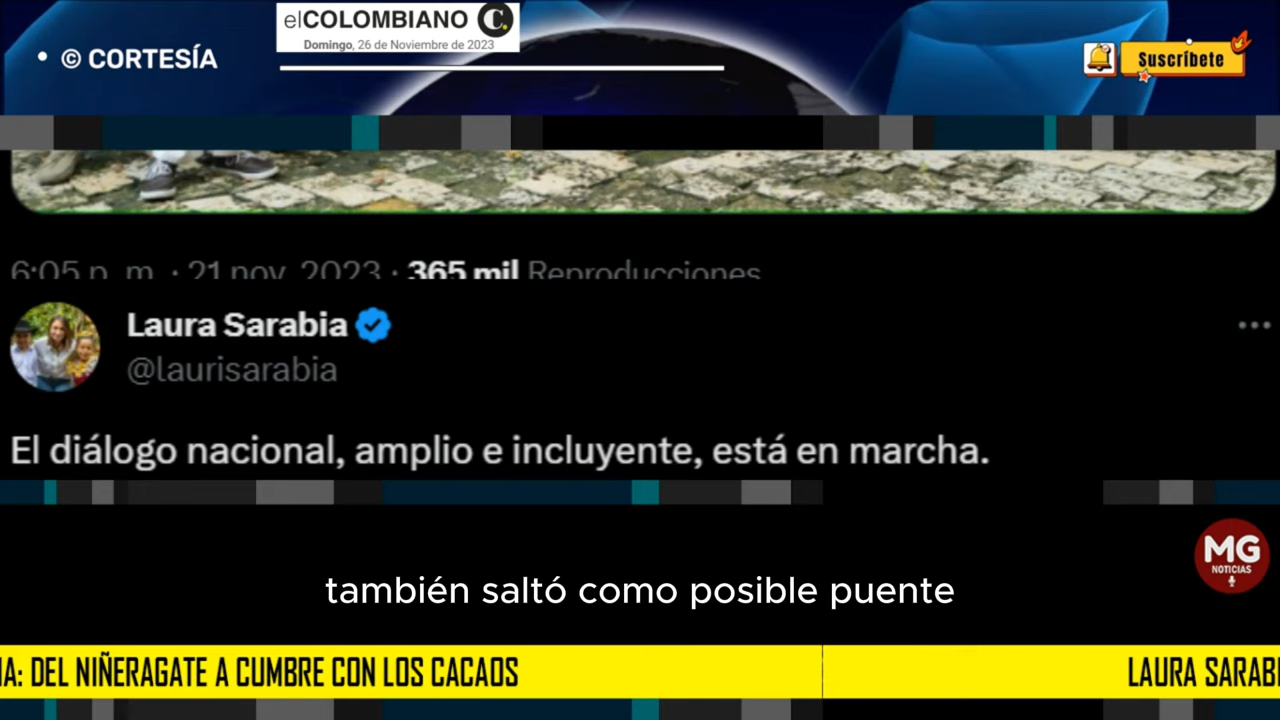 elCOLOMBIANO C.
Domingo, 26 de Noviembre de 2023
• © CORTESÍA
Suscríbete
6:05 p. m. · 21 nov. 2023 · 365 mil Reproducciones
Laura Sarabia
@laurisarabia
El diálogo nacional, amplio e incluyente, está en marcha.
MG
NOTICIAS
también saltó como posible puente
IA: DEL NIÑERAGATE A CUMBRE CON LOS CACAOS LAURA SARABI